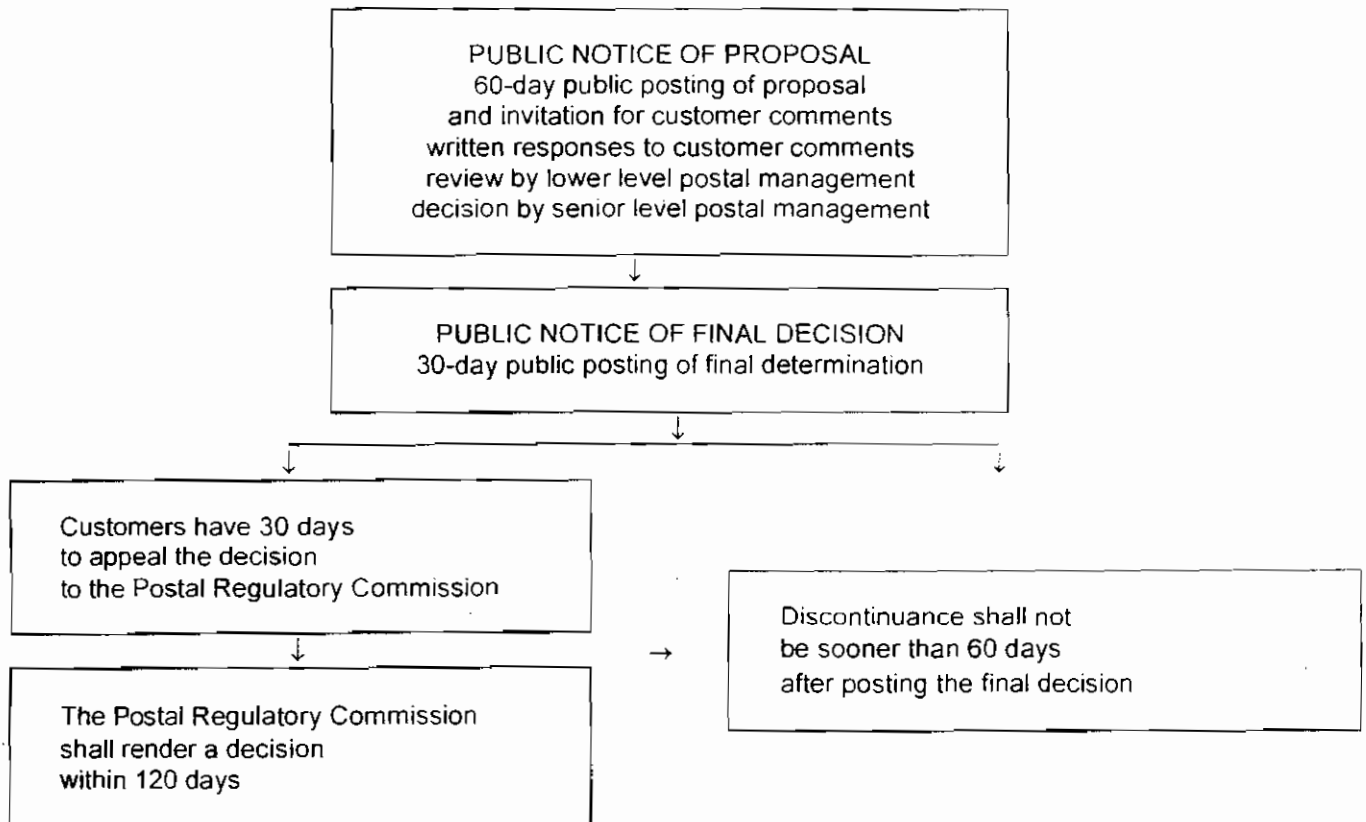 PUBLIC NOTICE OF PROPOSAL
60-day public posting of proposal
and invitation for customer comments
written responses to customer comments
review by lower level postal management
decision by senior level postal management
PUBLIC NOTICE OF FINAL DECISION
30-day public posting of final determination
Customers have 30 days
to appeal the decision
to the Postal Regulatory Commission
The Postal Regulatory Commission
shall render a decision
within 120 days
Discontinuance shall not
be sooner than 60 days
after posting the final decision